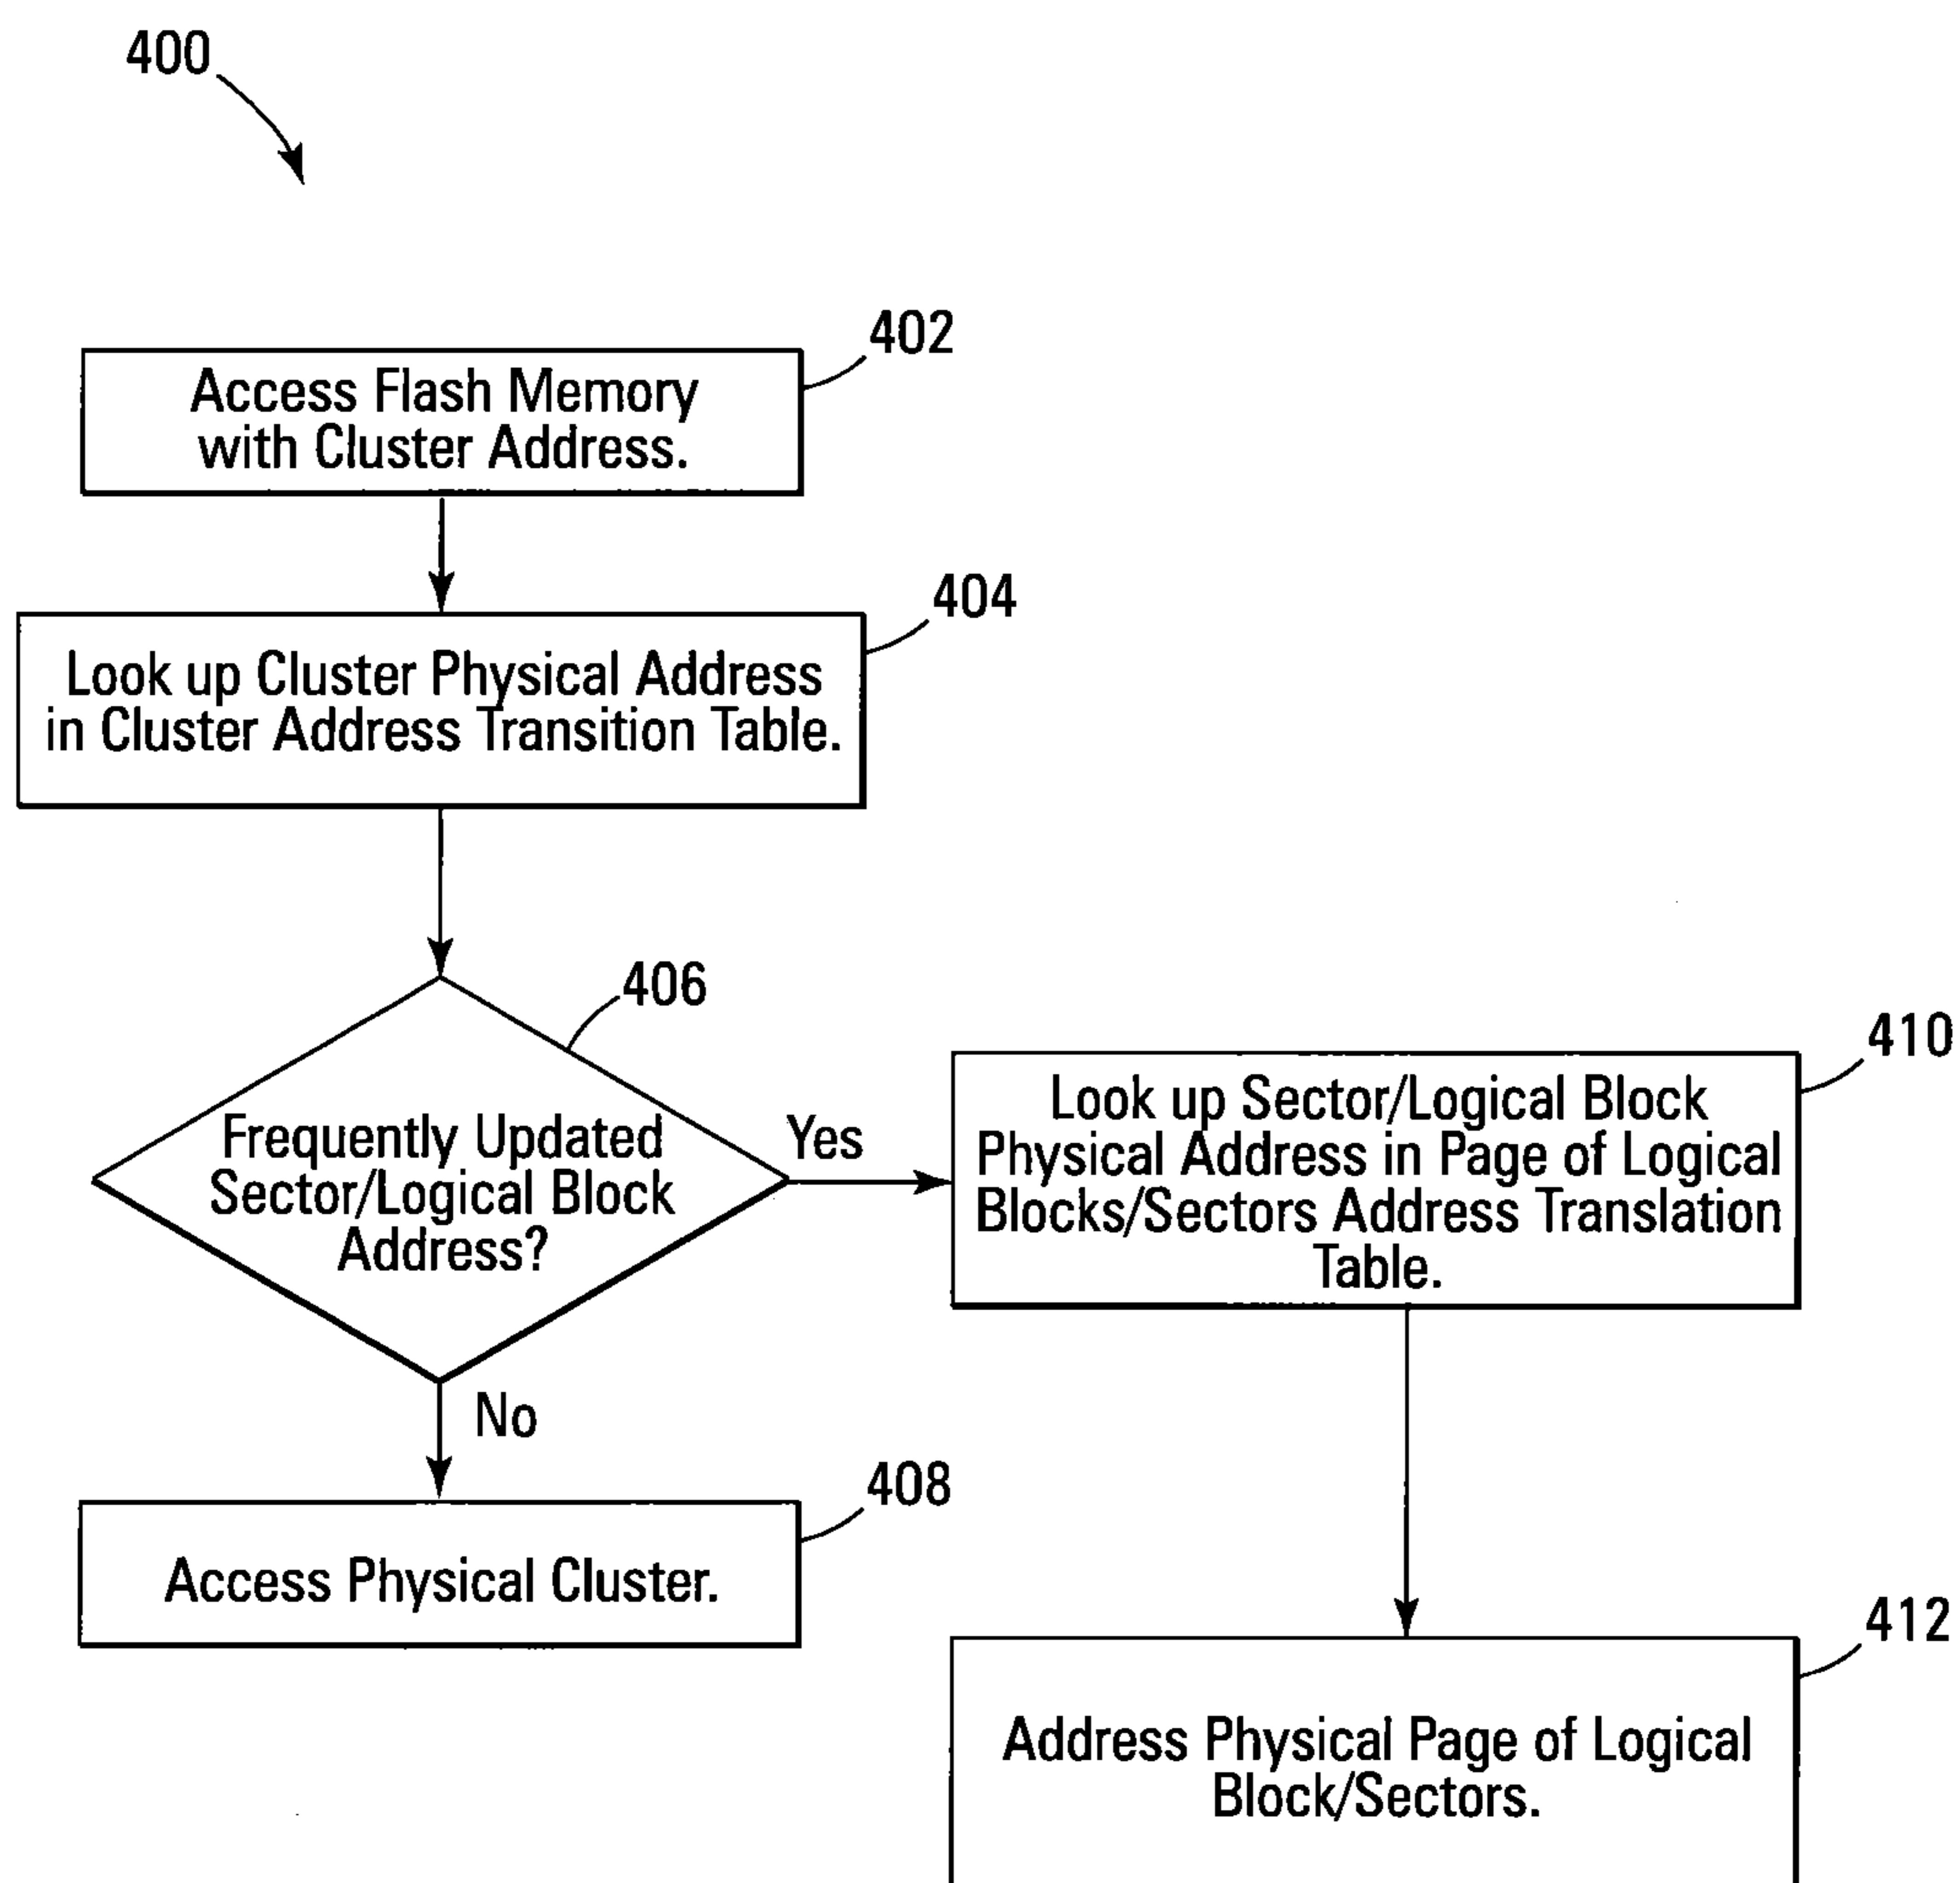 400
402
Access Flash Memory
with Cluster Address.
404
Look up Cluster Physical Address
in Cluster Address Transition Table.
406
Frequently Updated
Sector/Logical Block
Address?
Yes
No
408
Access Physical Cluster.
410
Look up Sector/Logical Block
Physical Address in Page of Logical
Blocks/Sectors Address Translation
Table.
412
Address Physical Page of Logical
Block/Sectors.